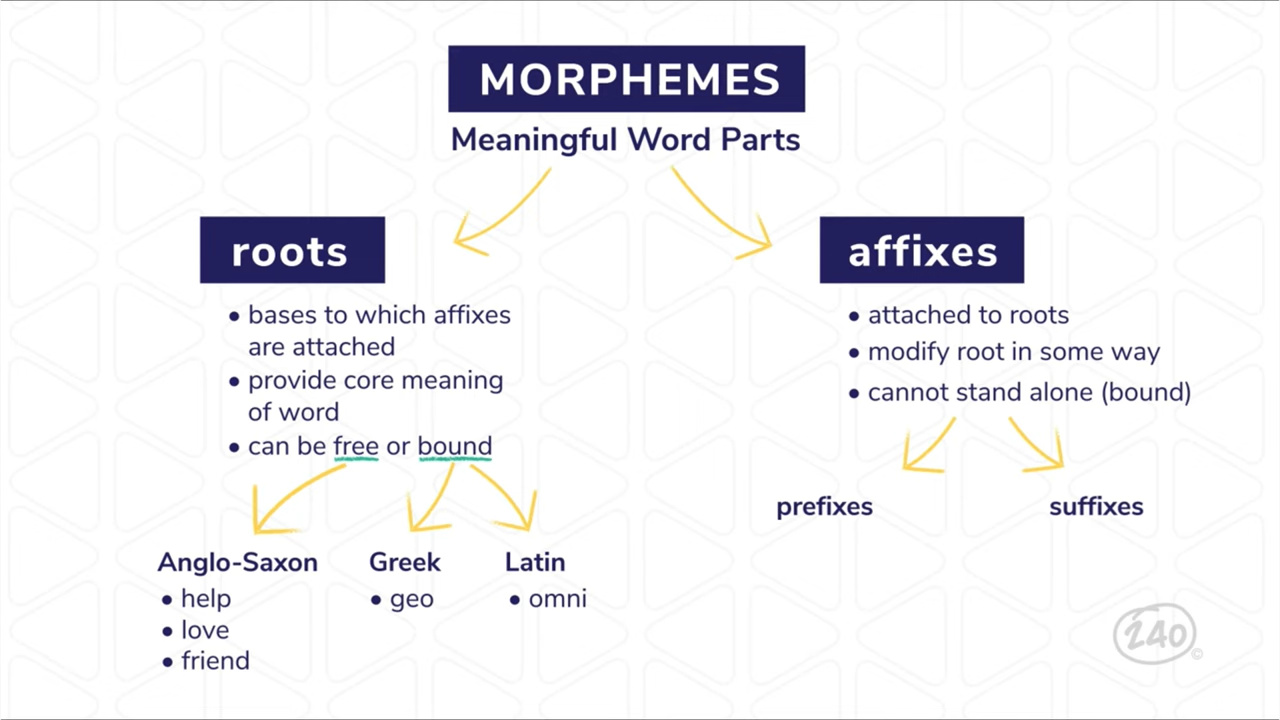 MORPHEMES
Meaningful Word Parts
roots
• bases to which affixes
are attached
• provide core meaning
of word
• can be free or bound
Anglo-Saxon
• help
• love
• friend
Greek
• geo
Latin
• omni
affixes
• attached to roots
• modify root in some way
• cannot stand alone (bound)
prefixes
suffixes
240
©